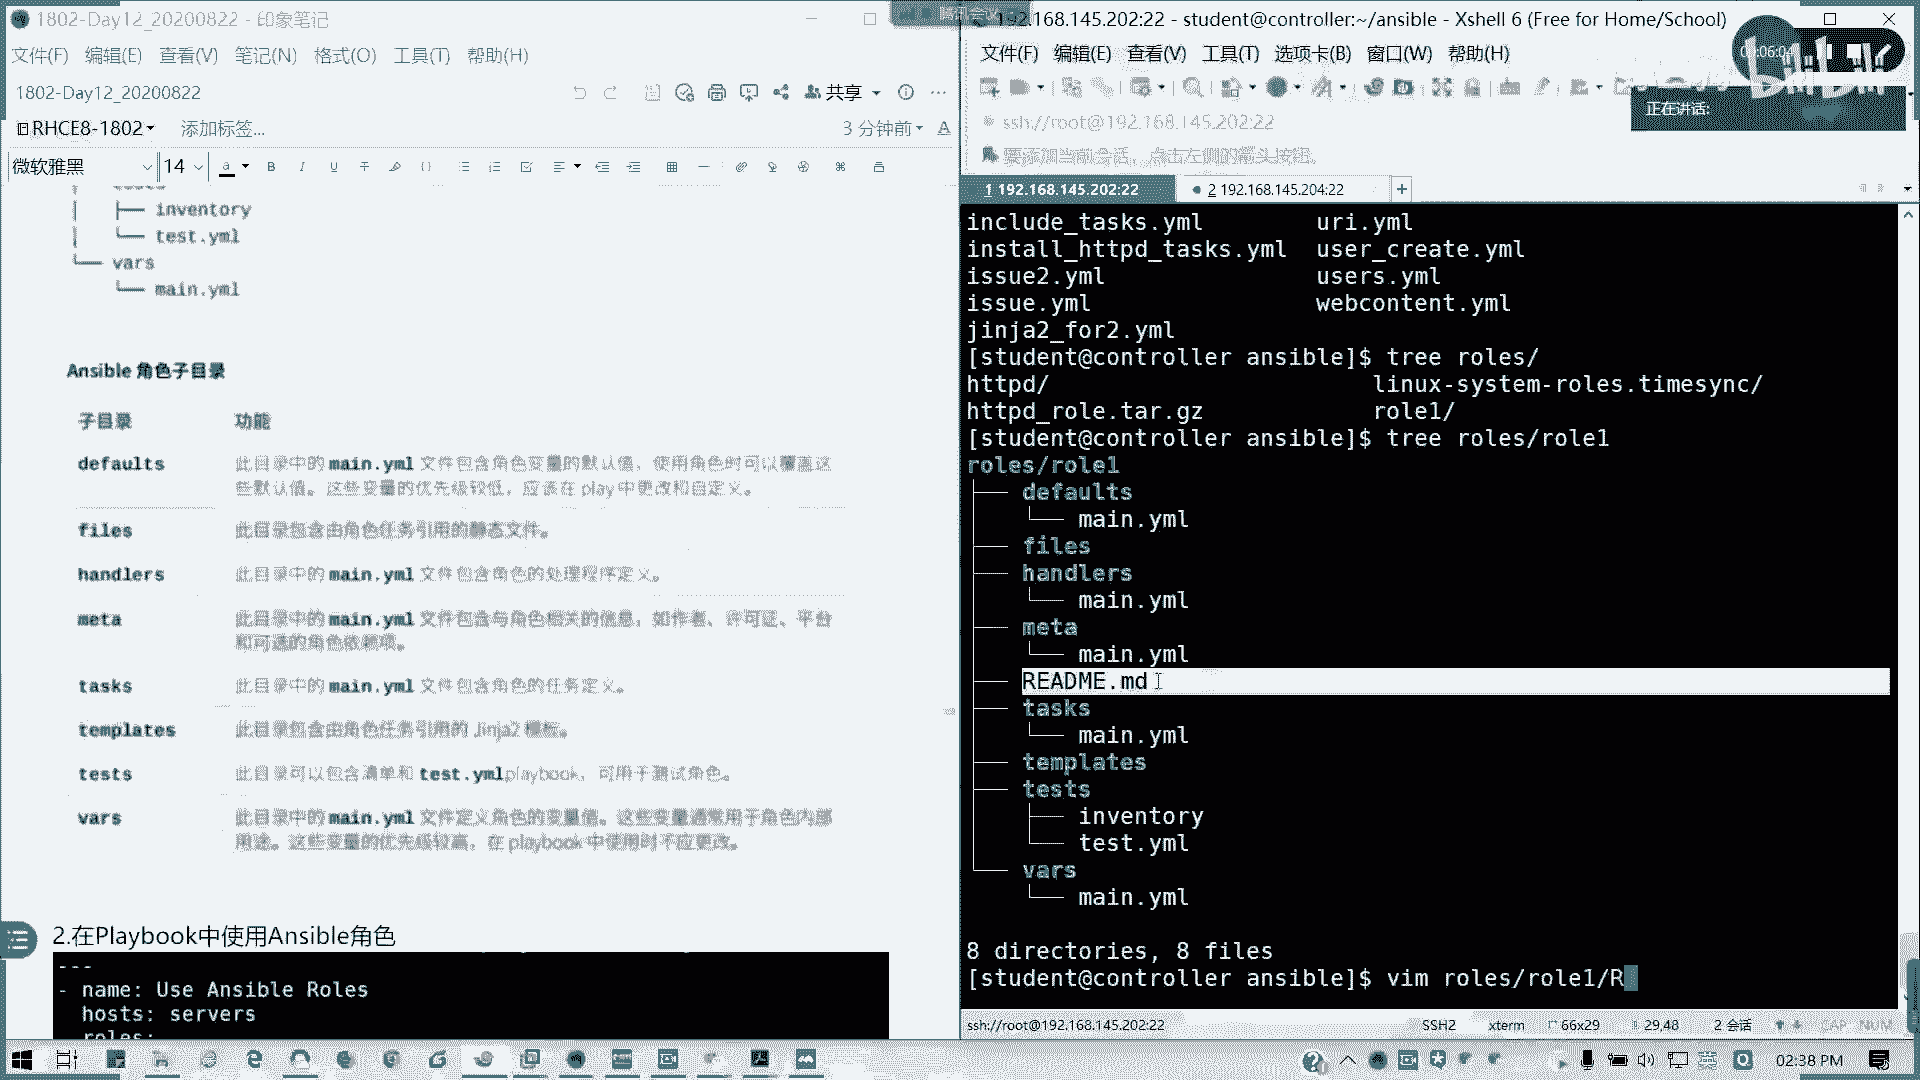 1802-Day12_20200822 - 印象笔记
文件(F) 编辑(E) 查看(V) 笔记(N) 格式(O) 工具(T) 帮助(H)
1802-Day12_20200822
共享
RHCE8-1802
添加标签...
3 分钟前
微软雅黑
14
├── inventory
└── test.yml
└── vars
└── main.yml
Ansible 角色子目录
子目录 功能
defaults 此目录中的 main.yml 文件包含角色变量的默认值，使用角色时可以覆盖这
些默认值。这些变量的优先级较低，应该在 play 中更改和自定义。
files 此目录包含由角色任务引用的静态文件。
handlers 此目录中的 main.yml 文件包含角色的处理程序定义。
meta 此目录中的 main.yml 文件包含与角色相关的信息，如作者、许可证、平台
和可选的角色依赖项。
tasks 此目录中的 main.yml 文件包含角色的任务定义。
templates 此目录包含由角色任务引用的 Jinja2 模板。
tests 此目录可以包含清单和 test.yml playbook，可用于测试角色。
vars 此目录中的 main.yml 文件定义角色的变量值。这些变量通常用于角色内部
用途。这些变量的优先级较高，在 playbook 中使用时不应更改。
2.在Playbook中使用Ansible角色
---
- name: Use Ansible Roles
hosts: servers
roles:
腾讯会议
192.168.145.202:22 - student@controller:~/ansible - Xshell 6 (Free for Home/School)
文件(F) 编辑(E) 查看(V) 工具(T) 选项卡(B) 窗口(W) 帮助(H)
06:04
bilibili
正在讲话:
ssh://root@192.168.145.202:22
要添加当前会话，点击左侧的箭头按钮。
1 192.168.145.202:22
2 192.168.145.204:22
+
include_tasks.yml uri.yml
install_httpd_tasks.yml user_create.yml
issue2.yml users.yml
issue.yml webcontent.yml
jinja2_for2.yml
[student@controller ansible]$ tree roles/
httpd/ linux-system-roles.timesync/
httpd_role.tar.gz role1/
[student@controller ansible]$ tree roles/role1
roles/role1
├── defaults
│   └── main.yml
├── files
├── handlers
│   └── main.yml
├── meta
│   └── main.yml
├── README.md
├── tasks
│   └── main.yml
├── templates
├── tests
│   ├── inventory
│   └── test.yml
└── vars
    └── main.yml
8 directories, 8 files
[student@controller ansible]$ vim roles/role1/R
ssh://root@192.168.145.202:22
SSH2
xterm
66x29
29,48
2 会话
CAP NUM
英
02:38 PM